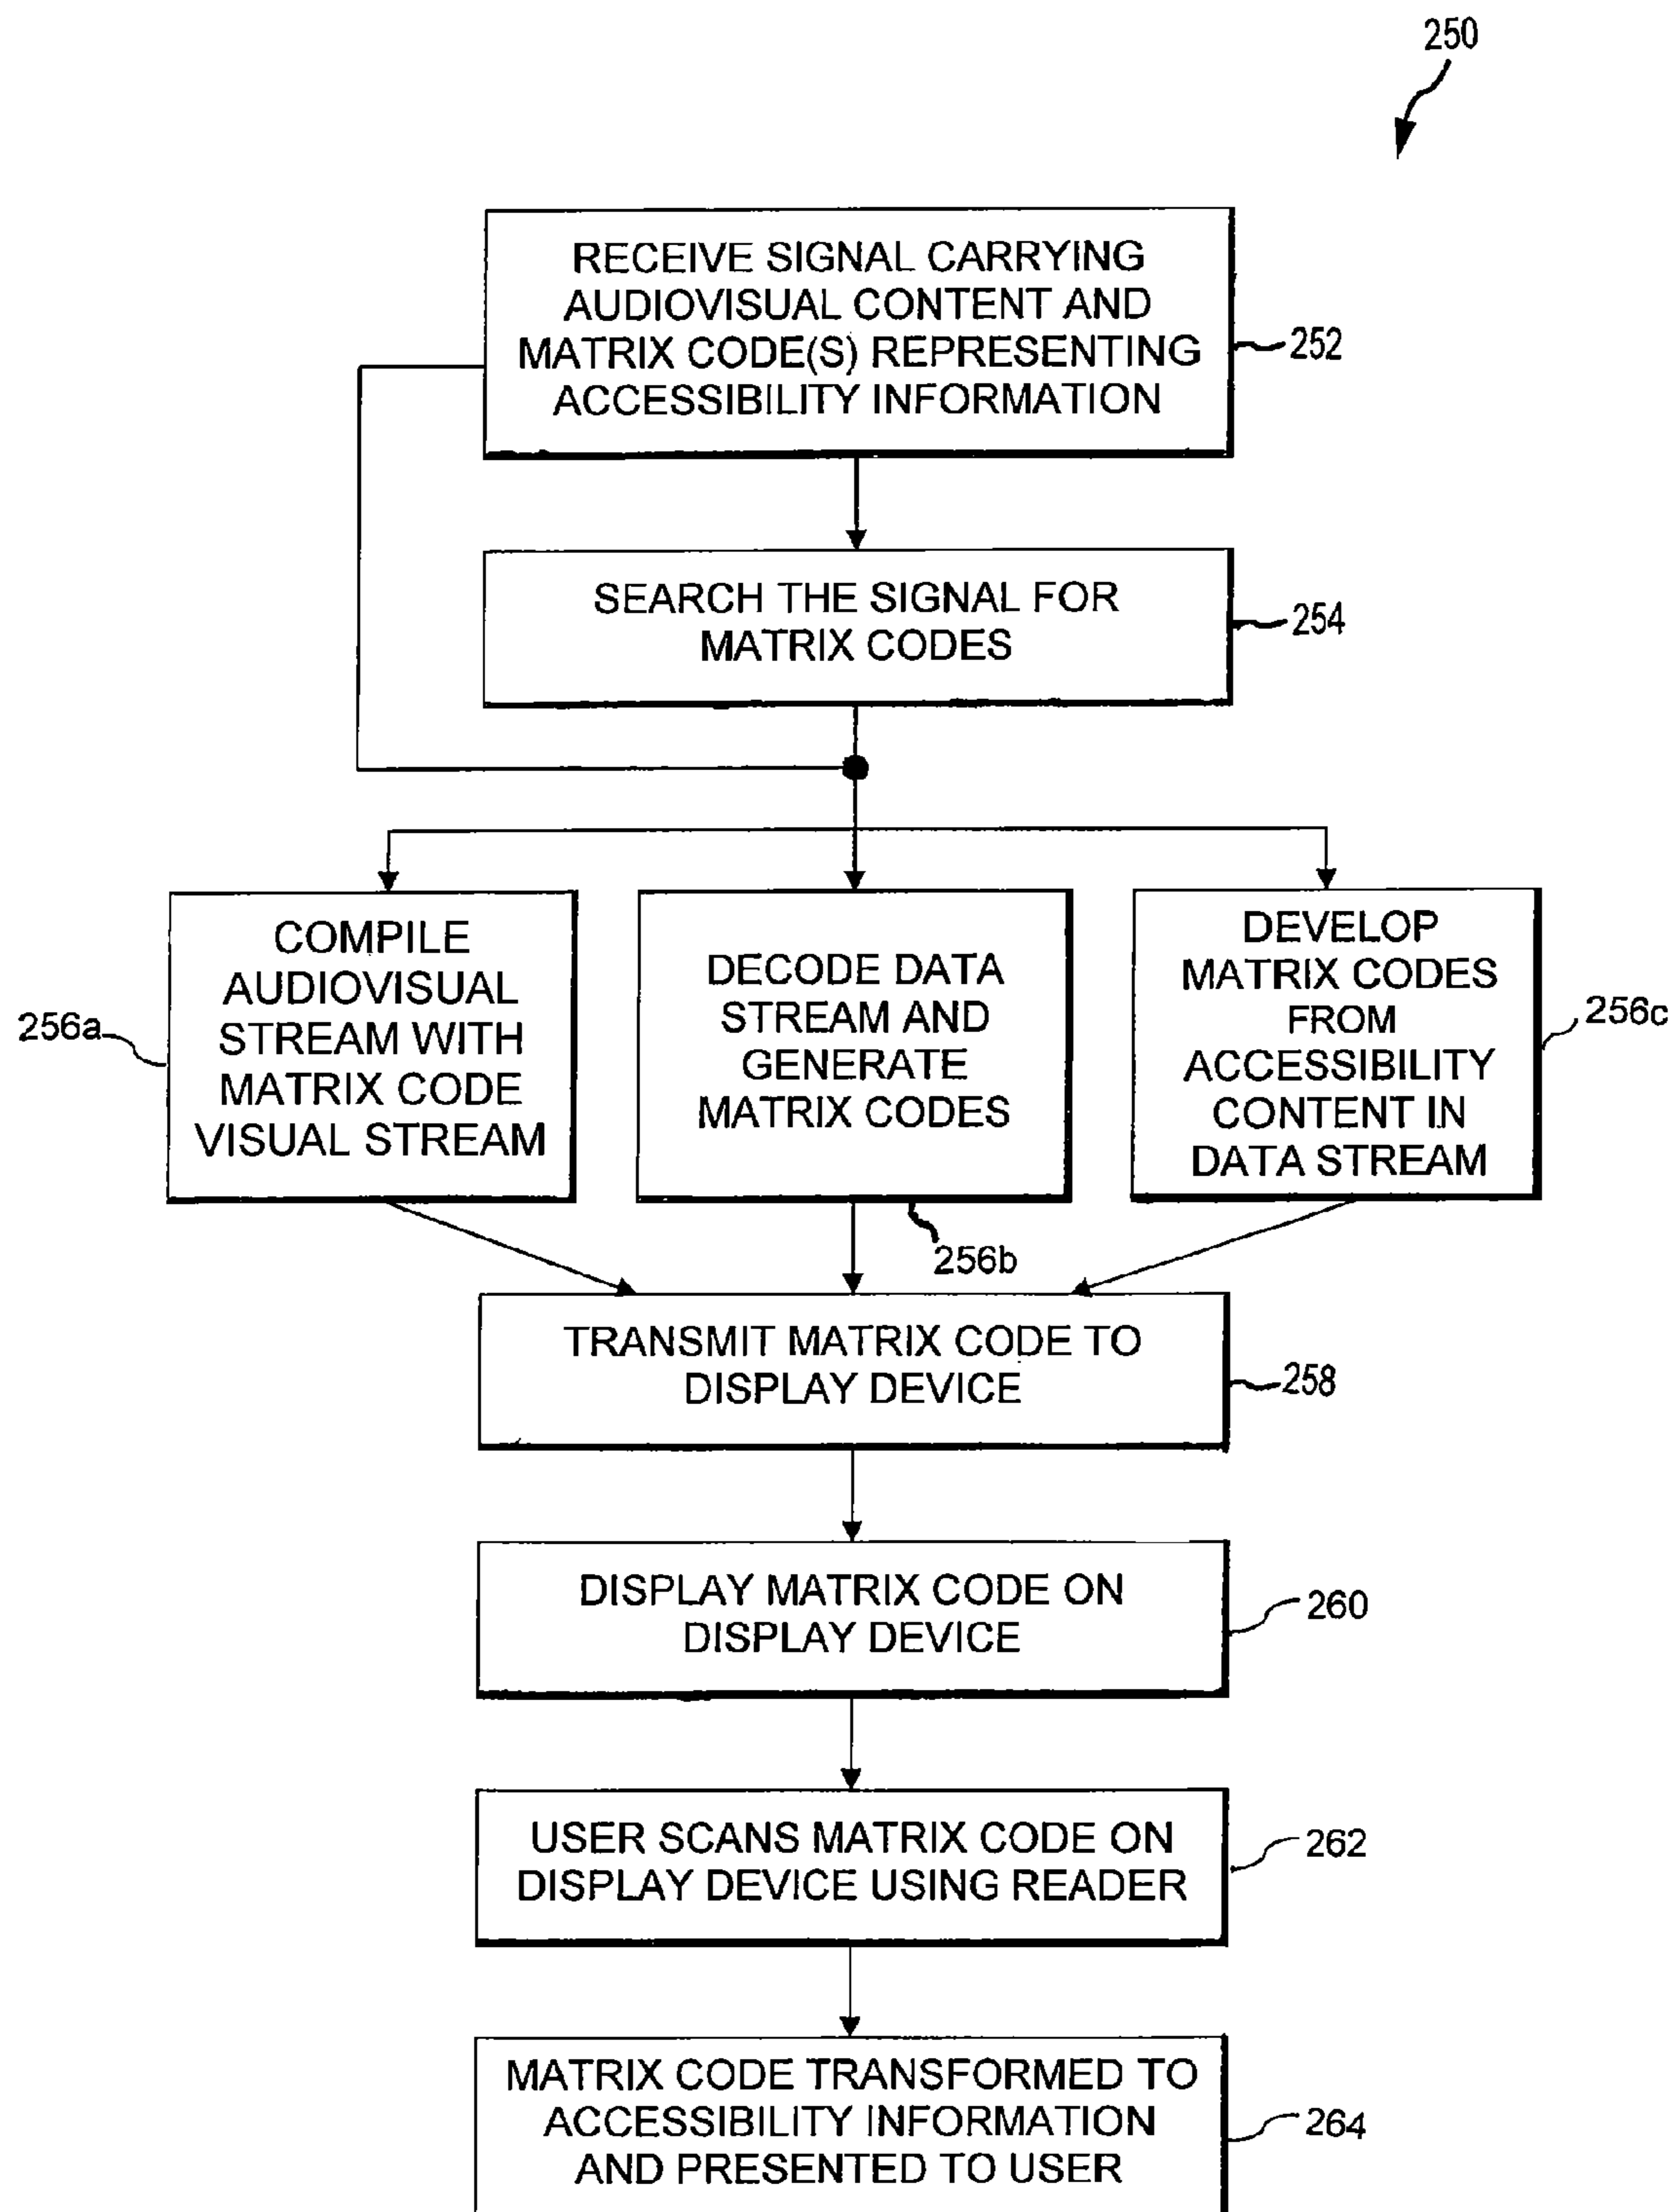 250
RECEIVE SIGNAL CARRYING
AUDIOVISUAL CONTENT AND
MATRIX CODE(S) REPRESENTING
ACCESSIBILITY INFORMATION
252
SEARCH THE SIGNAL FOR
MATRIX CODES
254
COMPILE
AUDIOVISUAL
STREAM WITH
MATRIX CODE
VISUAL STREAM
256a
DECODE DATA
STREAM AND
GENERATE
MATRIX CODES
256b
DEVELOP
MATRIX CODES
FROM
ACCESSIBILITY
CONTENT IN
DATA STREAM
256c
TRANSMIT MATRIX CODE TO
DISPLAY DEVICE
258
DISPLAY MATRIX CODE ON
DISPLAY DEVICE
260
USER SCANS MATRIX CODE ON
DISPLAY DEVICE USING READER
262
MATRIX CODE TRANSFORMED TO
ACCESSIBILITY INFORMATION
AND PRESENTED TO USER
264